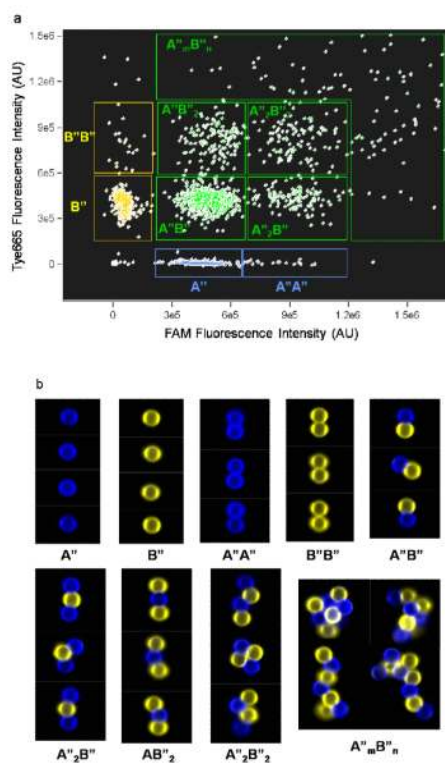 a
1.5e6
1.2e6
9e5
6e5
3e5
0
Tye665 Fluorescence Intensity (AU)
B"B"
B"
A"ₘB"ₙ
A"B"₂
A"₂B"₂
A"B"
A"₂B"
A"
A"A"
0 3e5 6e5 9e5 1.2e6 1.5e6
FAM Fluorescence Intensity (AU)
b
A" B" A"A" B"B" A"B"
A"₂B" AB"₂ A"₂B"₂ A"ₘB"ₙ